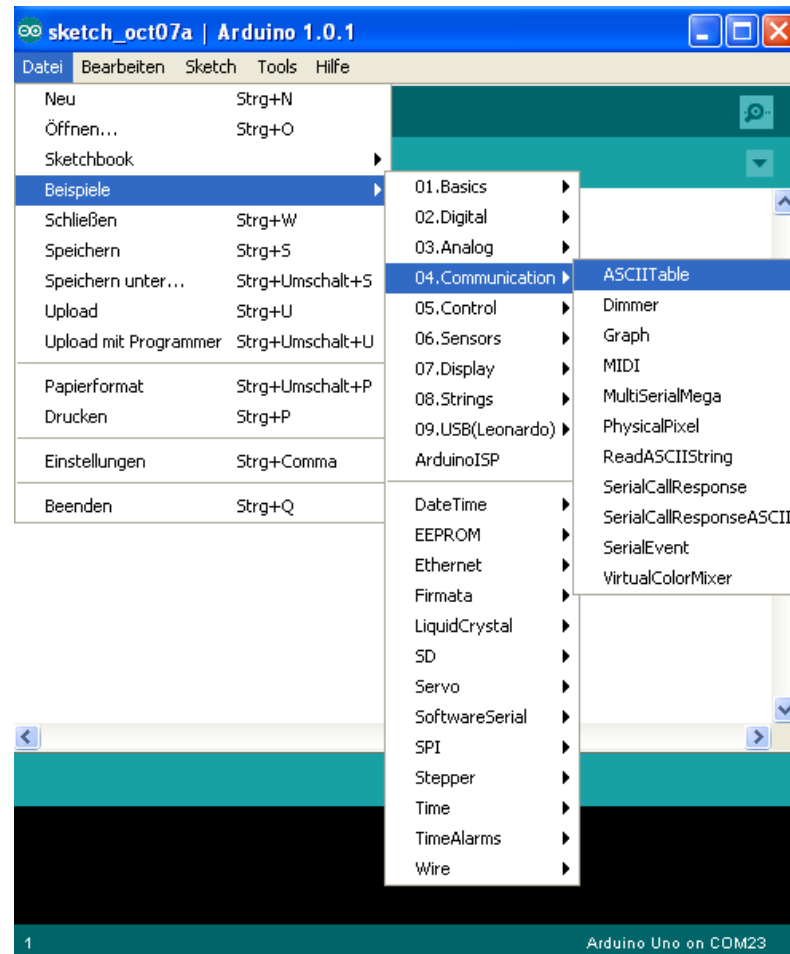 sketch_oct07a | Arduino 1.0.1
Datei Bearbeiten Sketch Tools Hilfe
Neu Strg+N
Öffnen... Strg+O
Sketchbook
Beispiele
Schließen Strg+W
Speichern Strg+S
Speichern unter... Strg+Umschalt+S
Upload Strg+U
Upload mit Programmer Strg+Umschalt+U
Papierformat Strg+Umschalt+P
Drucken Strg+P
Einstellungen Strg+Comma
Beenden Strg+Q
01.Basics
02.Digital
03.Analog
04.Communication
05.Control
06.Sensors
07.Display
08.Strings
09.USB(Leonardo)
ArduinoISP
DateTime
EEPROM
Ethernet
Firmata
LiquidCrystal
SD
Servo
SoftwareSerial
SPI
Stepper
Time
TimeAlarms
Wire
ASCIITable
Dimmer
Graph
MIDI
MultiSerialMega
PhysicalPixel
ReadASCIIString
SerialCallResponse
SerialCallResponseASCII
SerialEvent
VirtualColorMixer
1 Arduino Uno on COM23